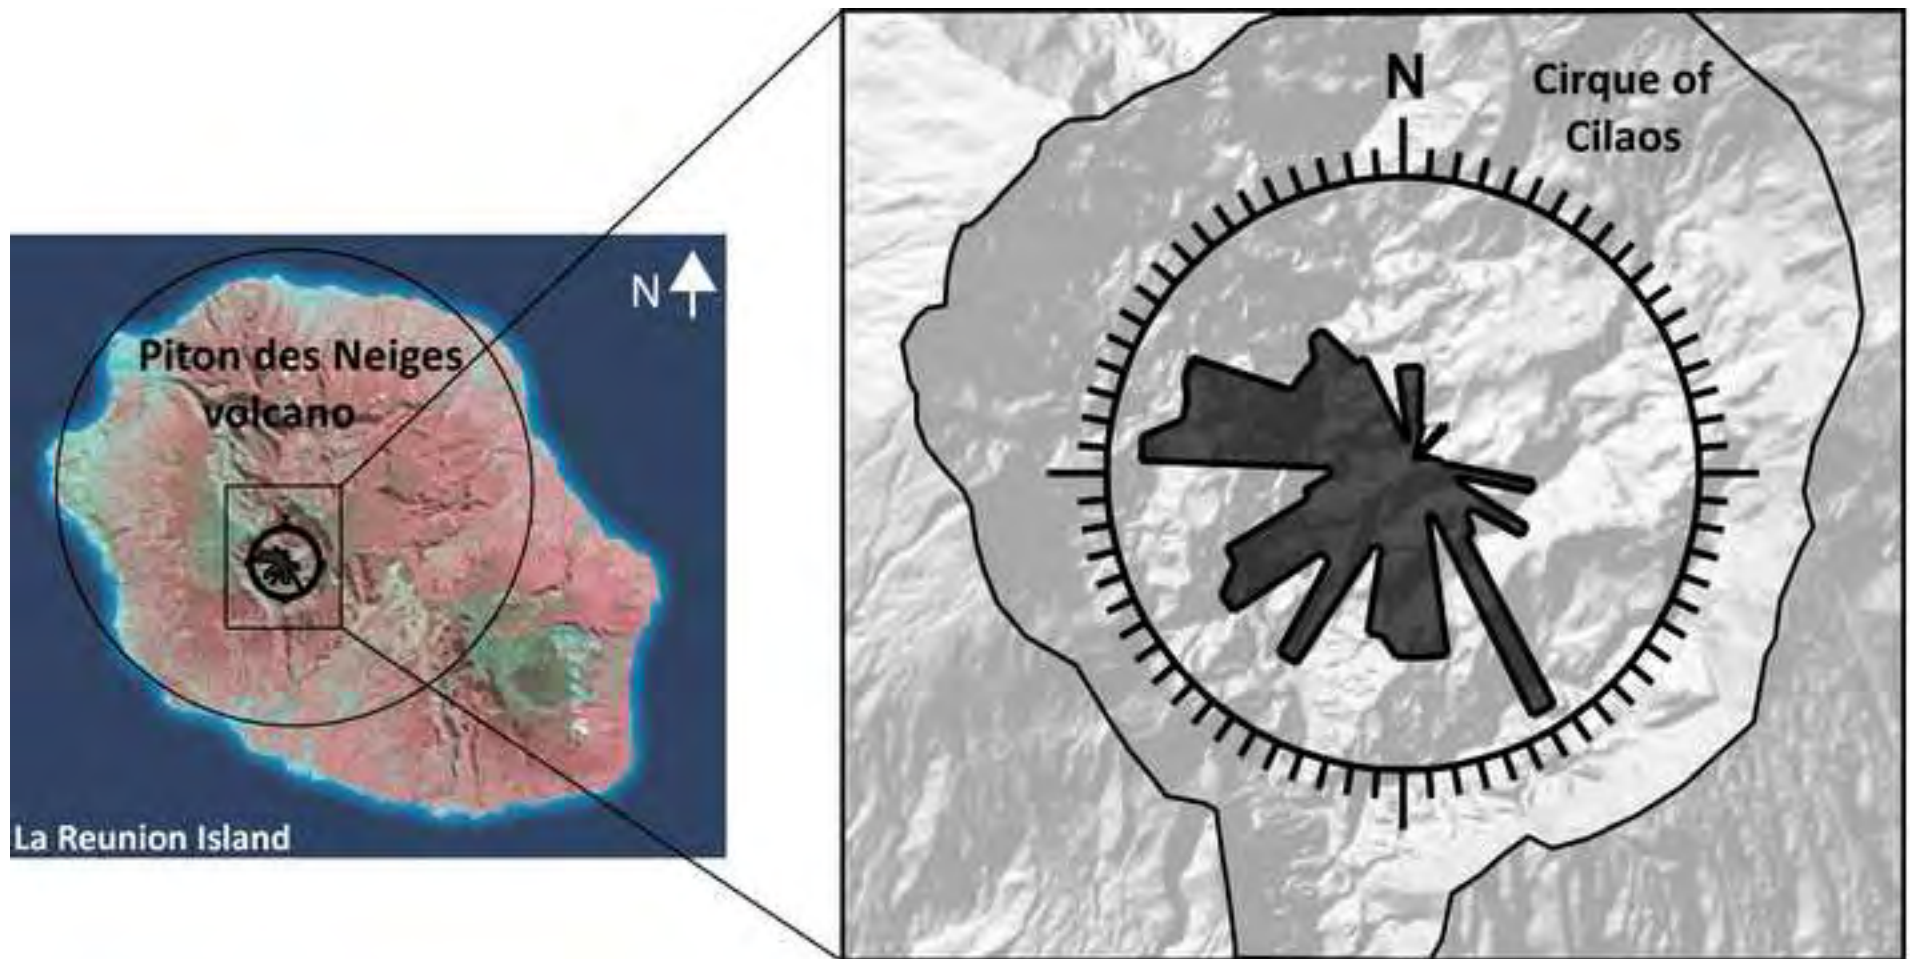 Piton des Neiges
volcano
N
La Reunion Island
N
Cirque of
Cilaos